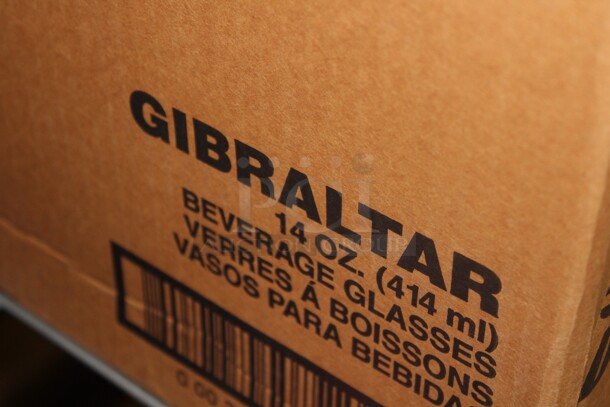 GIBRALTAR
14 OZ. (414 ml)
BEVERAGE GLASSES
VERRES À BOISSONS
VASOS PARA BEBIDAS